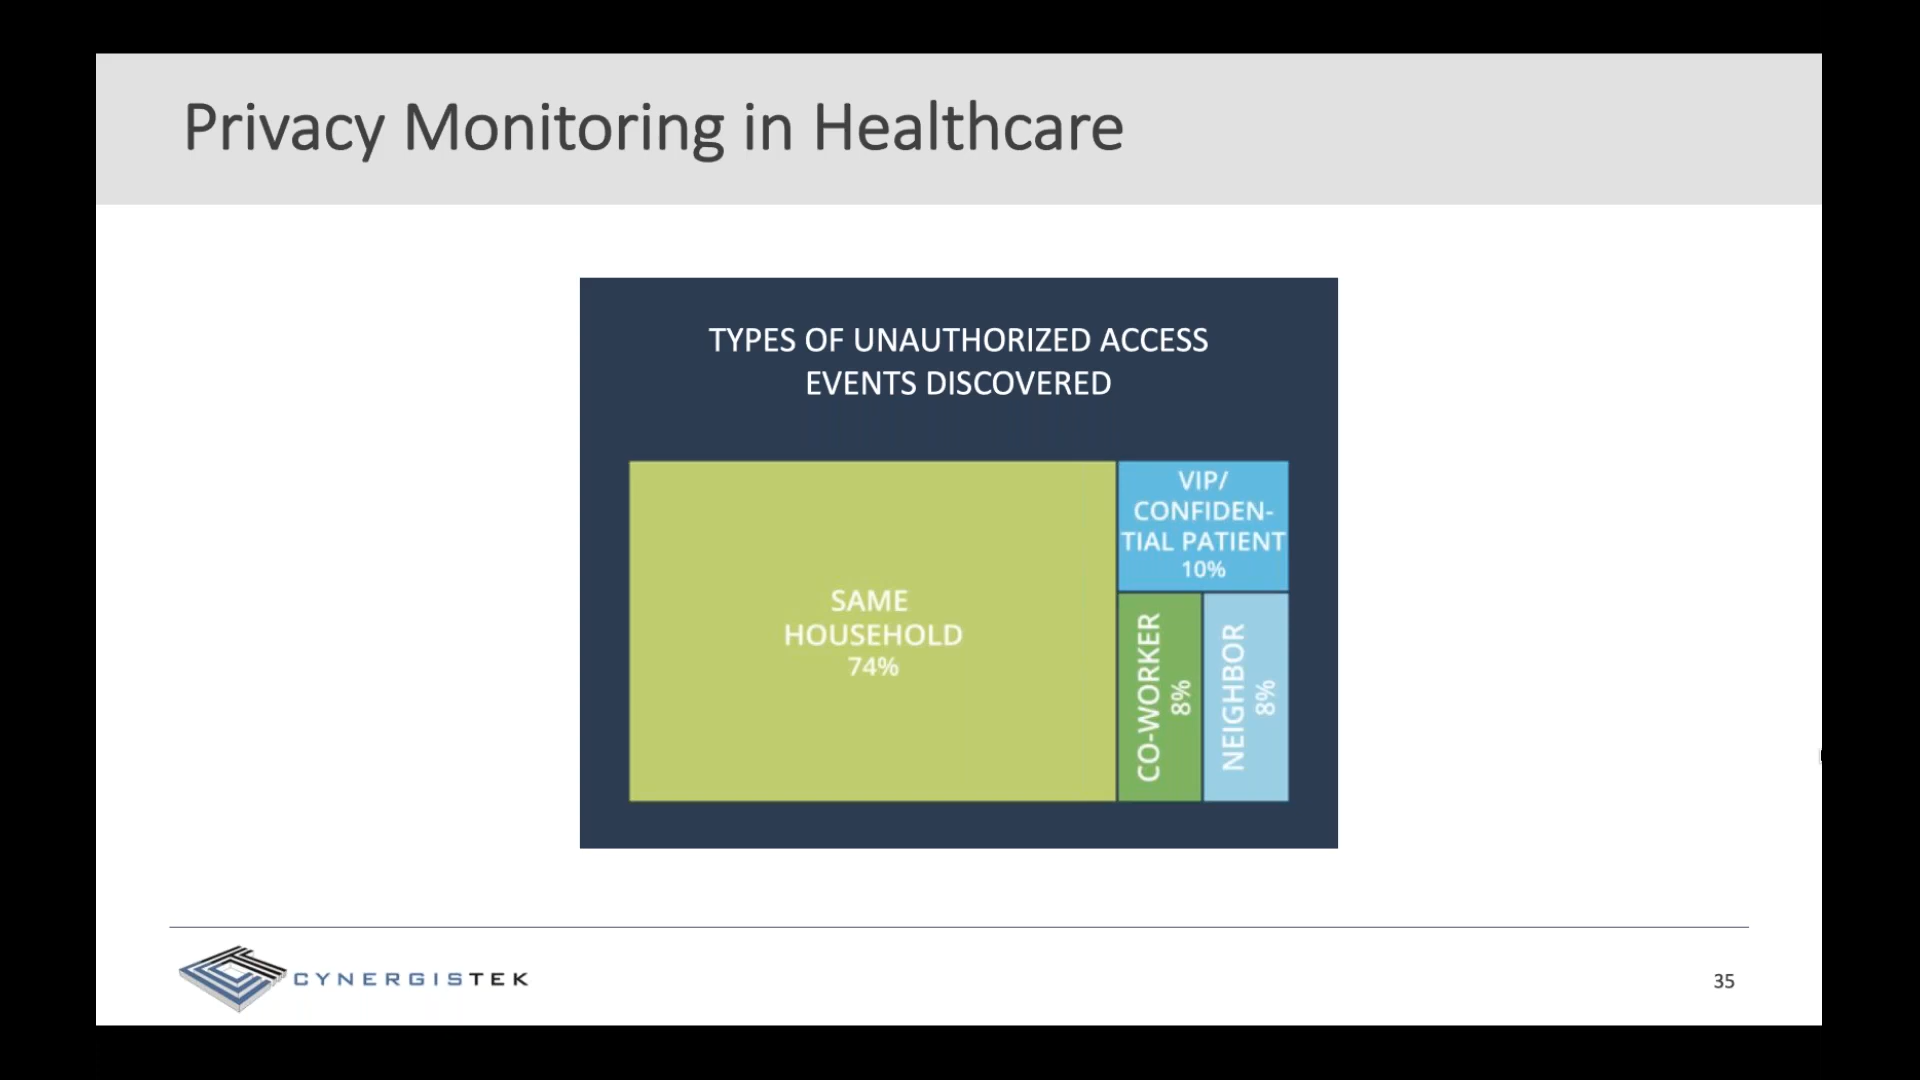 Privacy Monitoring in Healthcare
TYPES OF UNAUTHORIZED ACCESS
EVENTS DISCOVERED
SAME
HOUSEHOLD
74%
VIP/
CONFIDEN-
TIAL PATIENT
10%
CO-WORKER
8%
NEIGHBOR
8%
CYNERGISTEK
35